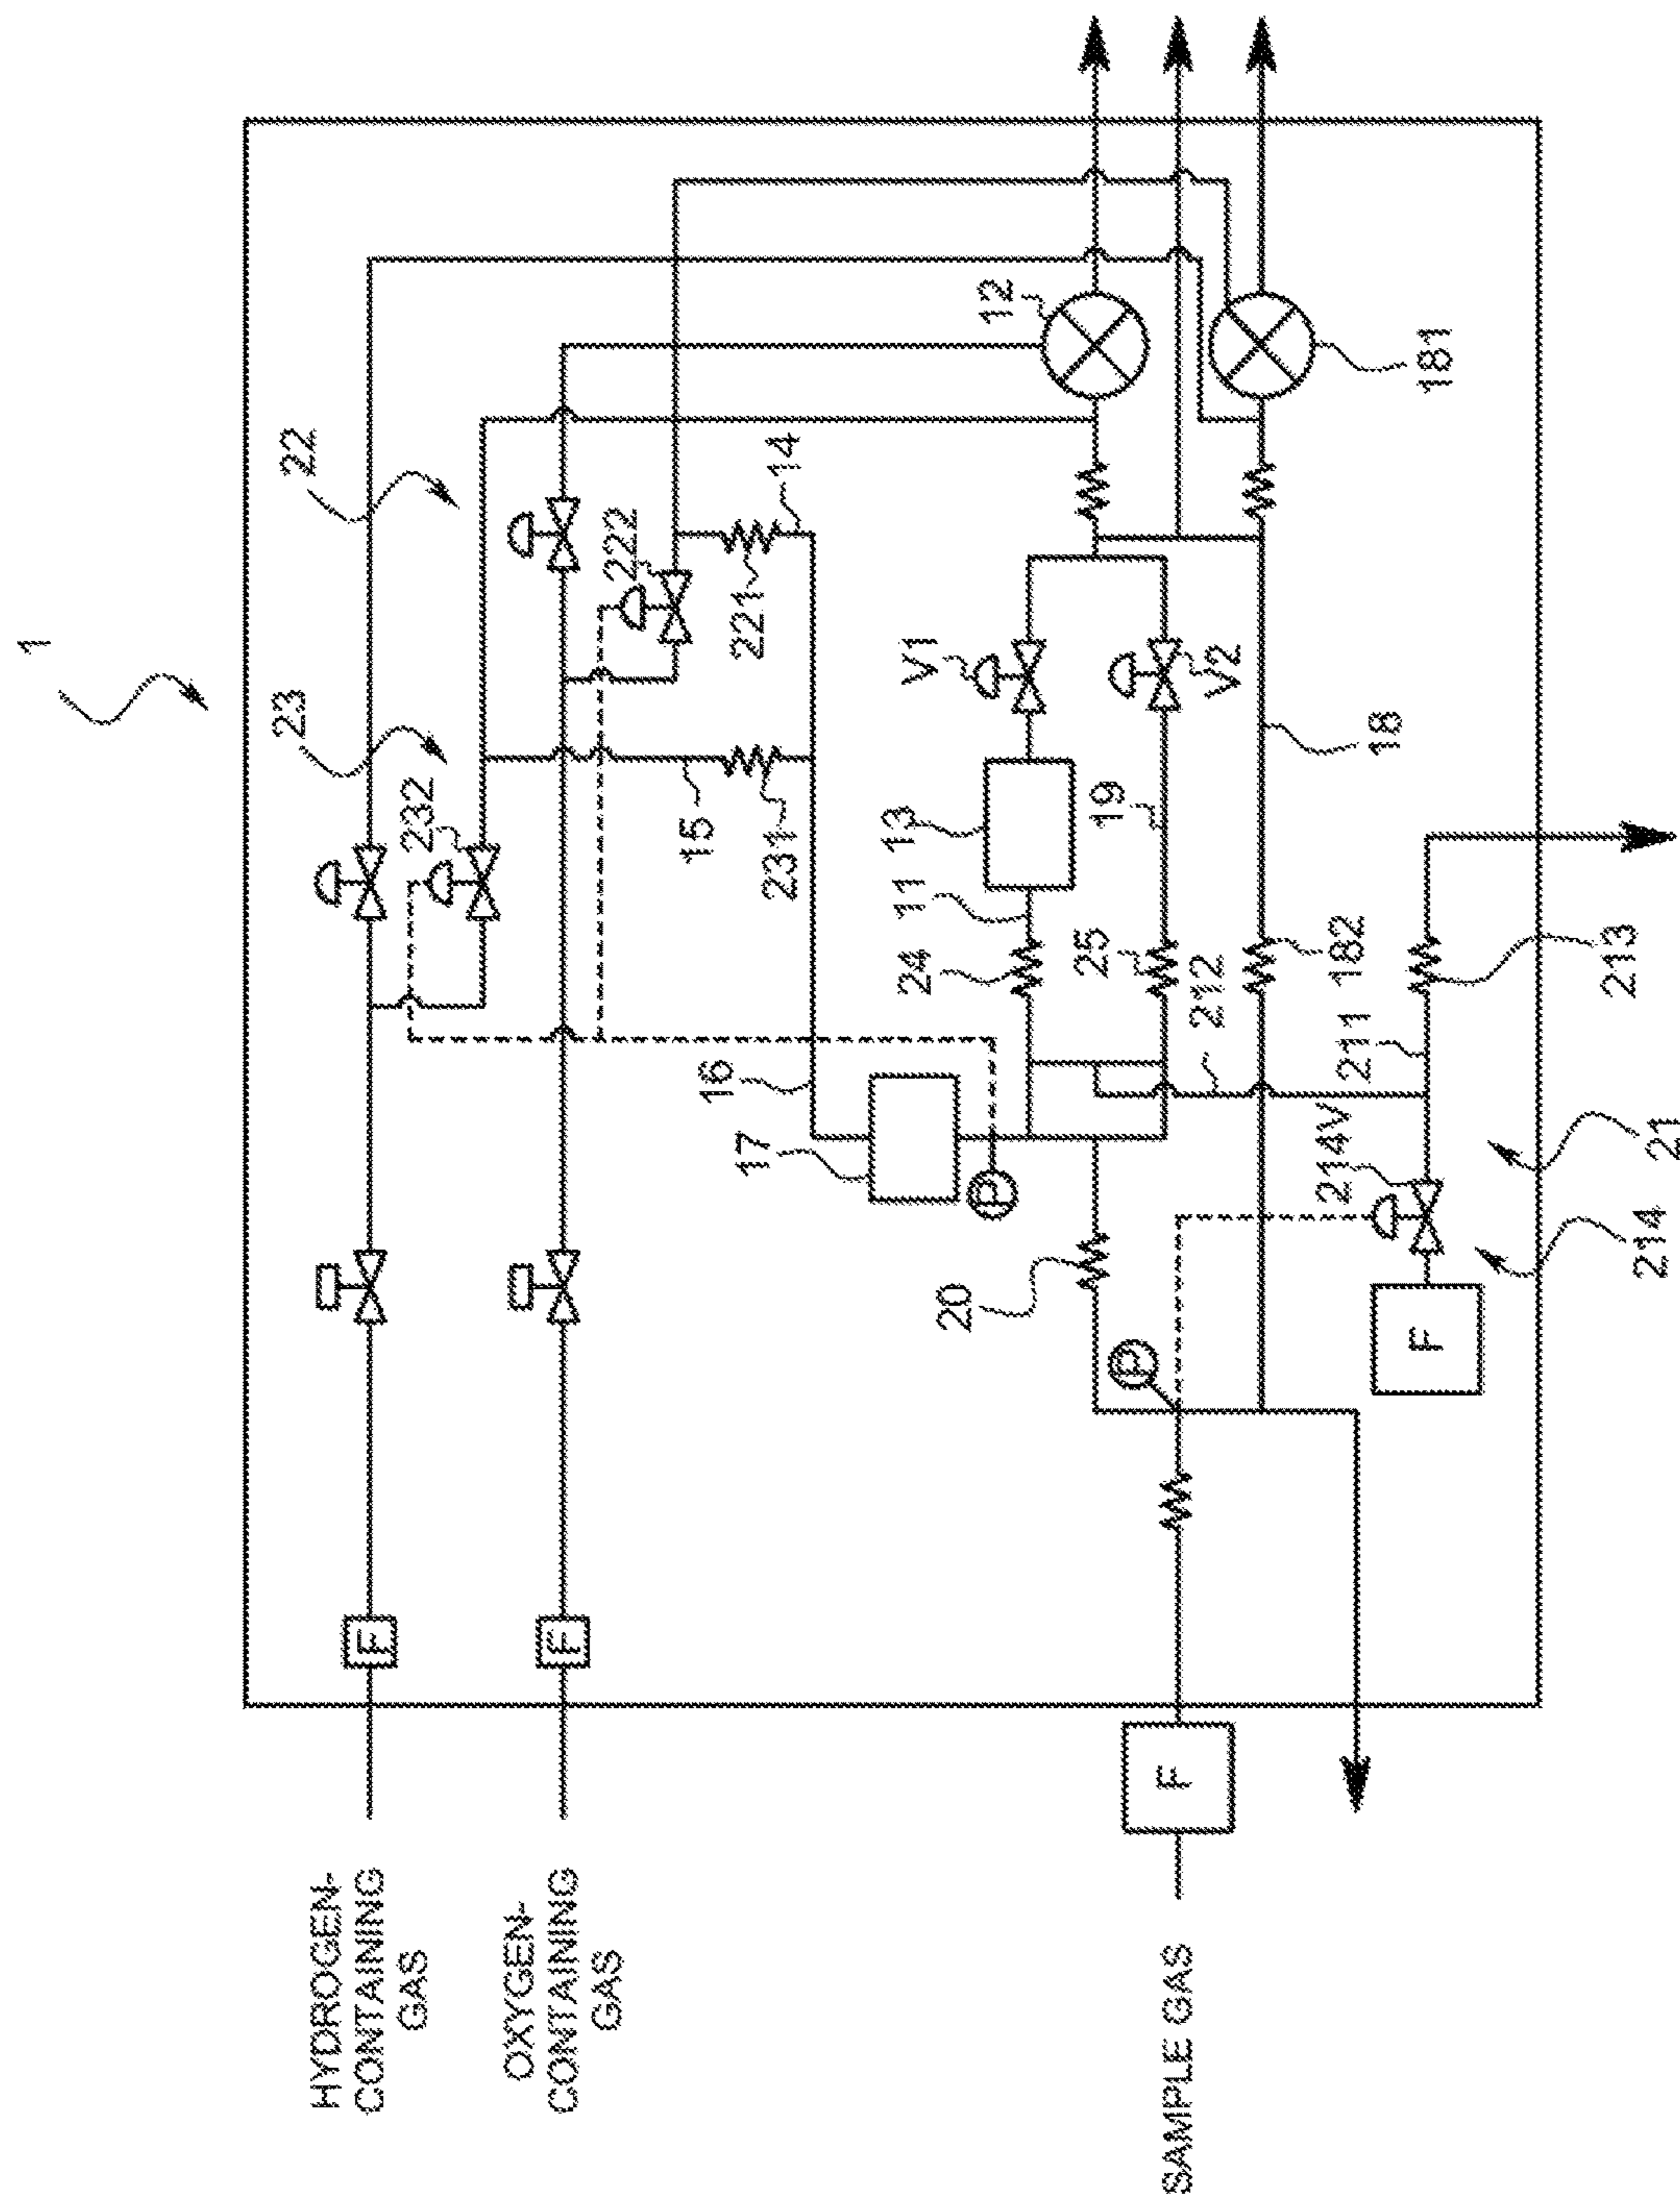 1
22
23
232
222
221
14
15
231
12
181
V1
V2
13
11
24
19
25
18
182
212
16
17
P
20
P
211
213
214V
21
214
F
F
F
F
HYDROGEN-
CONTAINING
GAS
OXYGEN-
CONTAINING
GAS
SAMPLE GAS